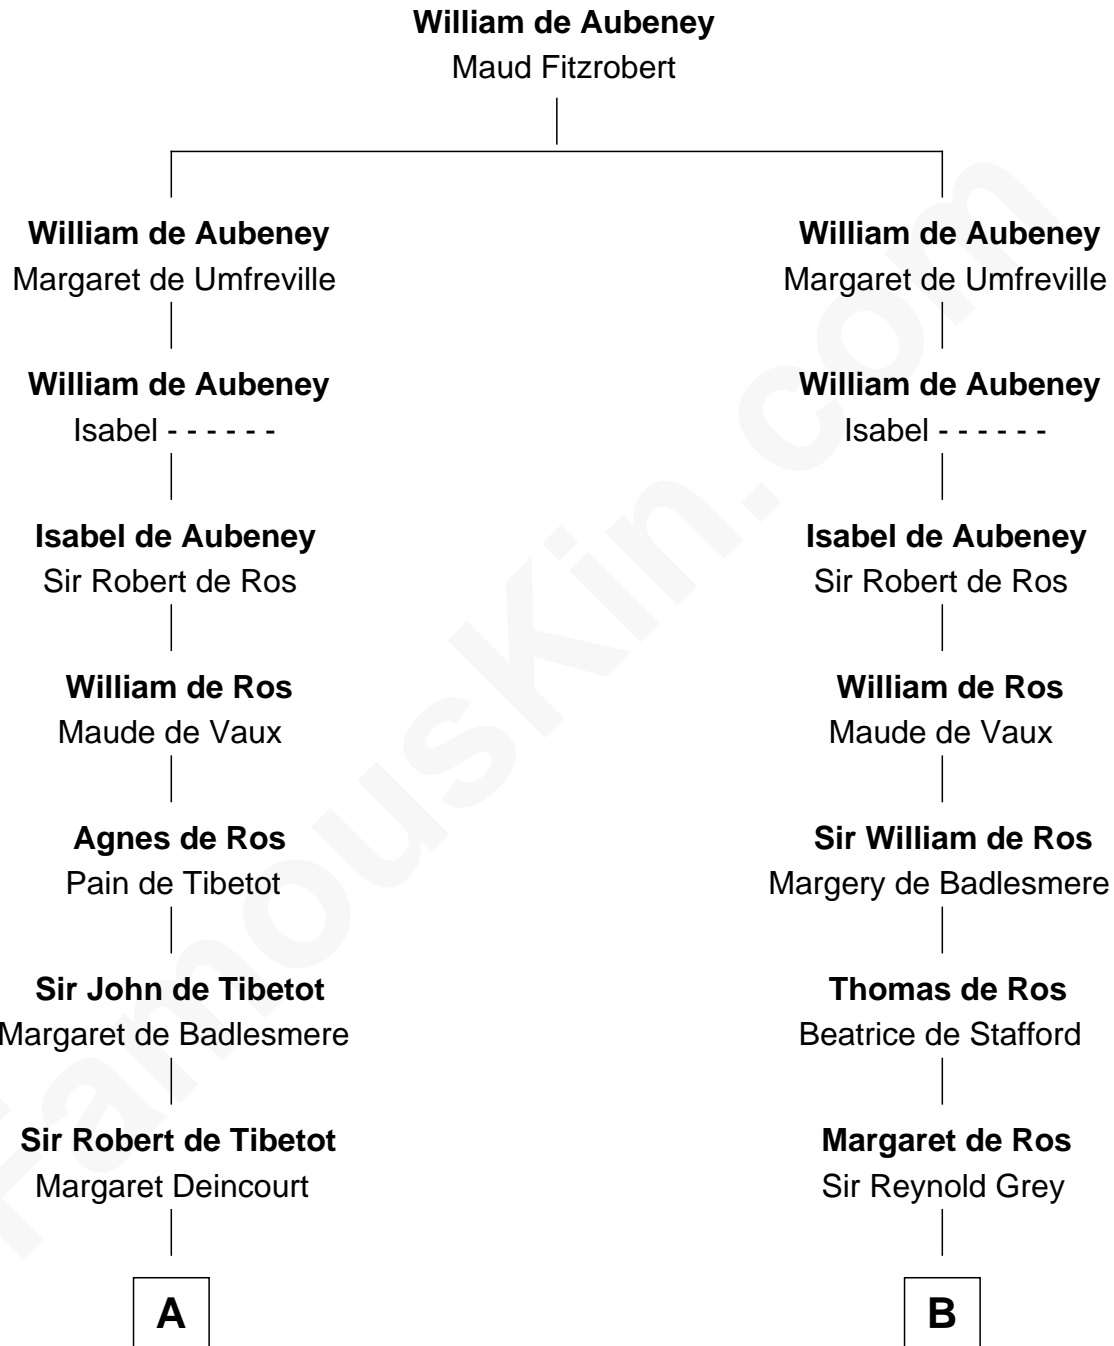 William de Aubeney
Maud Fitzrobert
William de Aubeney
Margaret de Umfreville
William de Aubeney
Isabel - - - - - -
Isabel de Aubeney
Sir Robert de Ros
William de Ros
Maude de Vaux
Agnes de Ros
Pain de Tibetot
Sir John de Tibetot
Margaret de Badlesmere
Sir Robert de Tibetot
Margaret Deincourt
A
William de Aubeney
Margaret de Umfreville
William de Aubeney
Isabel - - - - - -
Isabel de Aubeney
Sir Robert de Ros
William de Ros
Maude de Vaux
Sir William de Ros
Margery de Badlesmere
Thomas de Ros
Beatrice de Stafford
Margaret de Ros
Sir Reynold Grey
B
FamousKin.com